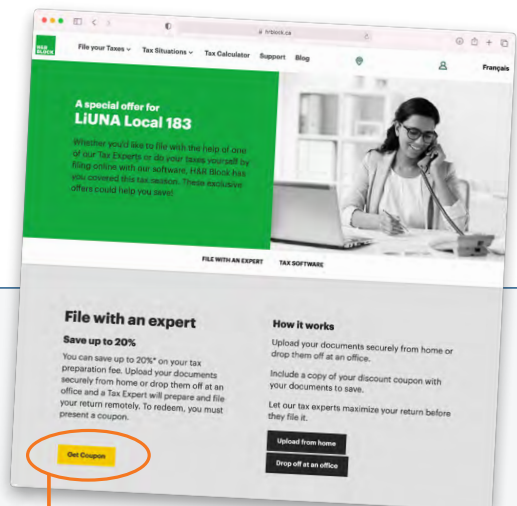 hrblock.ca
H&R
BLOCK
File your Taxes
Tax Situations
Tax Calculator
Support
Blog
Français
A special offer for
LiUNA Local 183
Whether you'd like to file with the help of one
of our Tax Experts or do your taxes yourself by
filing online with our software, H&R Block has
you covered this tax season. These exclusive
offers could help you save!
FILE WITH AN EXPERT
TAX SOFTWARE
File with an expert
Save up to 20%
You can save up to 20%* on your tax
preparation fee. Upload your documents
securely from home or drop them off at an
office and a Tax Expert will prepare and file
your return remotely. To redeem, you must
present a coupon.
Get Coupon
How it works
Upload your documents securely from home or
drop them off at an office.
Include a copy of your discount coupon with
your documents to save.
Let our tax experts maximize your return before
they file it.
Upload from home
Drop off at an office